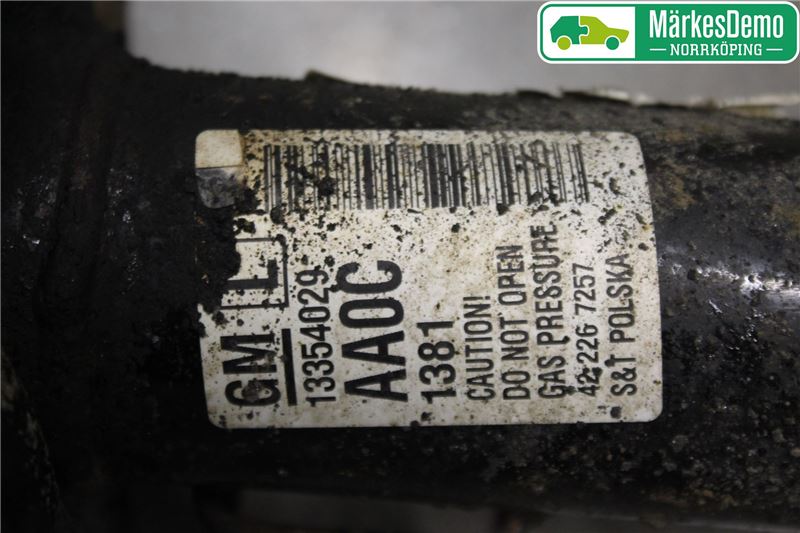 MärkesDemo
NORRKÖPING
GM L
13354029
AA0C
1381
CAUTION!
DO NOT OPEN
GAS PRESSURE
42 226 7257
S&T POLSKA